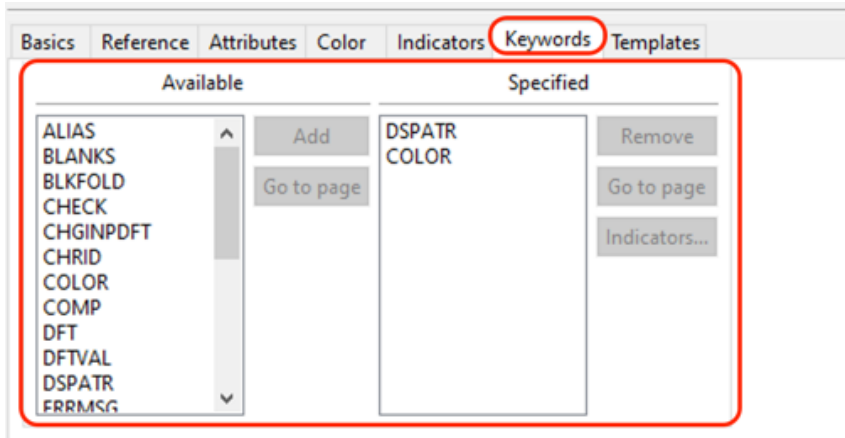 Basics Reference Attributes Color Indicators Keywords Templates
Available
Specified
ALIAS
BLANKS
BLKFOLD
CHECK
CHGINPDFT
CHRID
COLOR
COMP
DFT
DFTVAL
DSPATR
ERRMSG
Add
Go to page
DSPATR
COLOR
Remove
Go to page
Indicators...